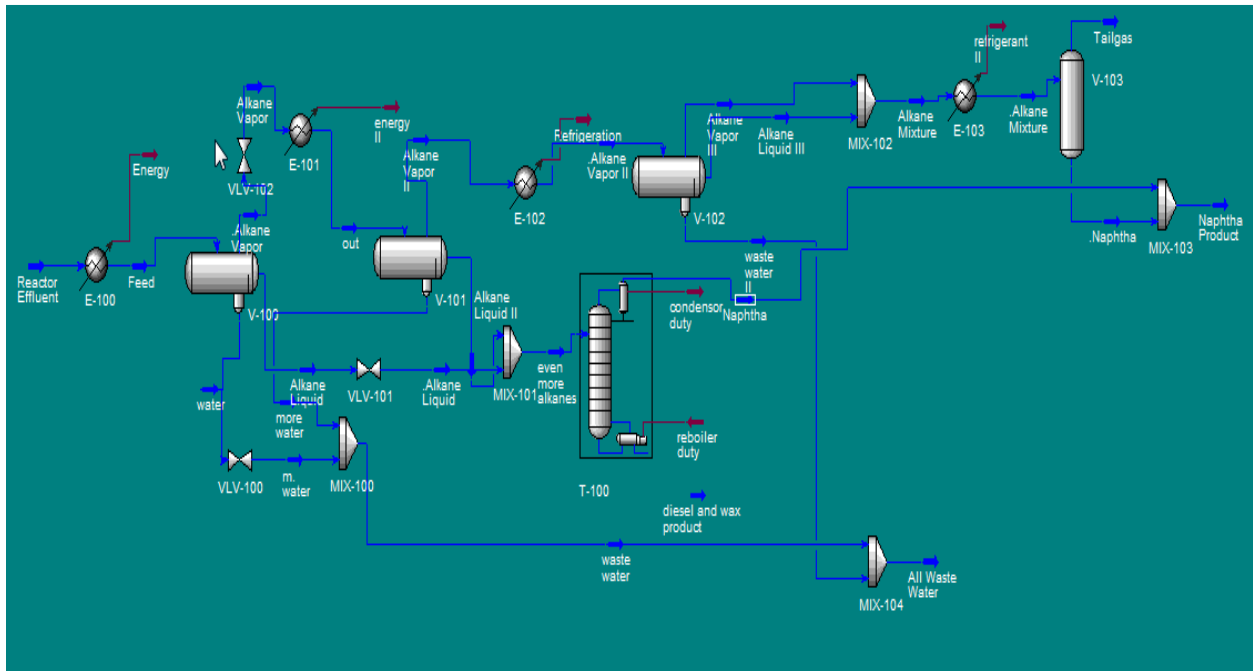 Alkane
Vapor
energy
II
E-101
Energy
VLV-102
.Alkane
Vapor
Reactor
Effluent
E-100
Feed
V-100
out
Alkane
Vapor
II
Refrigeration
E-102
.Alkane
Vapor II
V-101
Alkane
Liquid II
Alkane
Vapor
III
Alkane
Liquid III
V-102
MIX-102
Alkane
Mixture
refrigerant
II
E-103
.Alkane
Mixture
Tailgas
V-103
.Naphtha
MIX-103
Naphtha
Product
waste
water
II
Naphtha
condensor
duty
reboiler
duty
T-100
MIX-101
even
more
alkanes
water
Alkane
Liquid
VLV-101
.Alkane
Liquid
more
water
VLV-100
m.
water
MIX-100
diesel and wax
product
waste
water
MIX-104
All Waste
Water